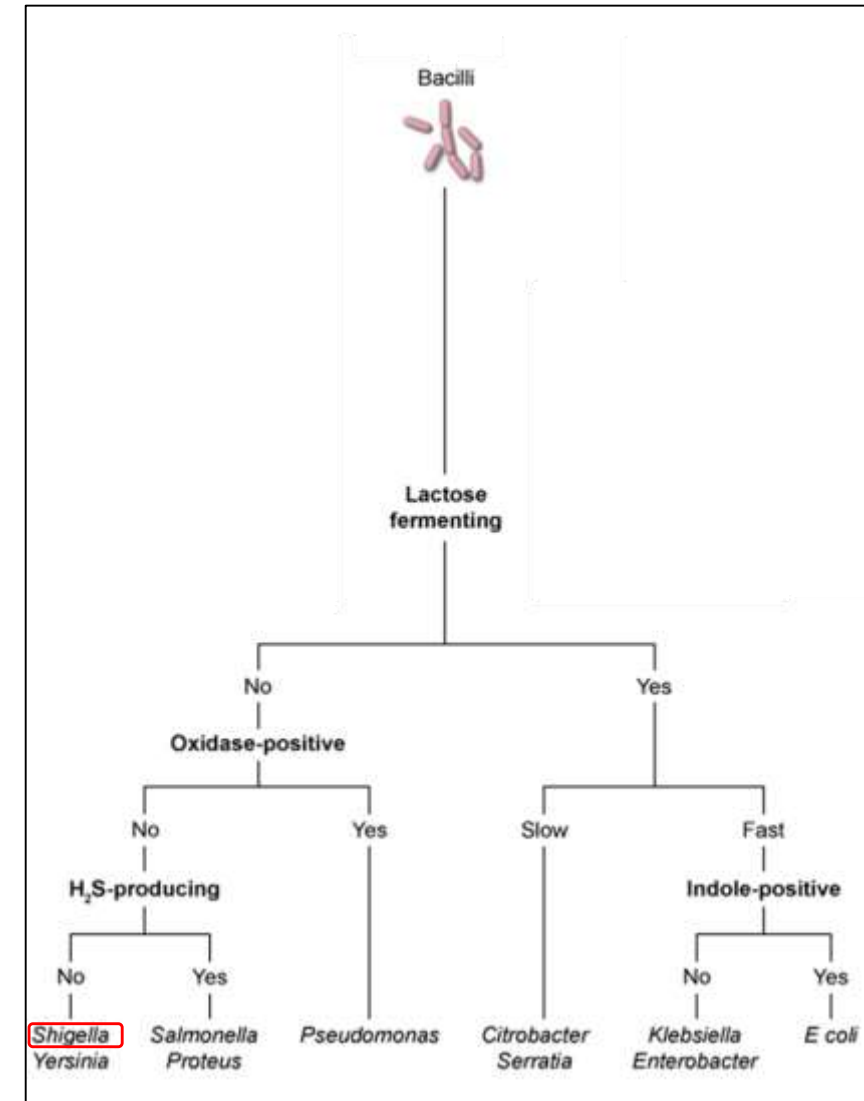 Bacilli
Lactose
fermenting
No
Yes
Oxidase-positive
No
Yes
Slow
Fast
H₂S-producing
Indole-positive
No
Yes
No
Yes
Shigella
Yersinia
Salmonella
Proteus
Pseudomonas
Citrobacter
Serratia
Klebsiella
Enterobacter
E coli